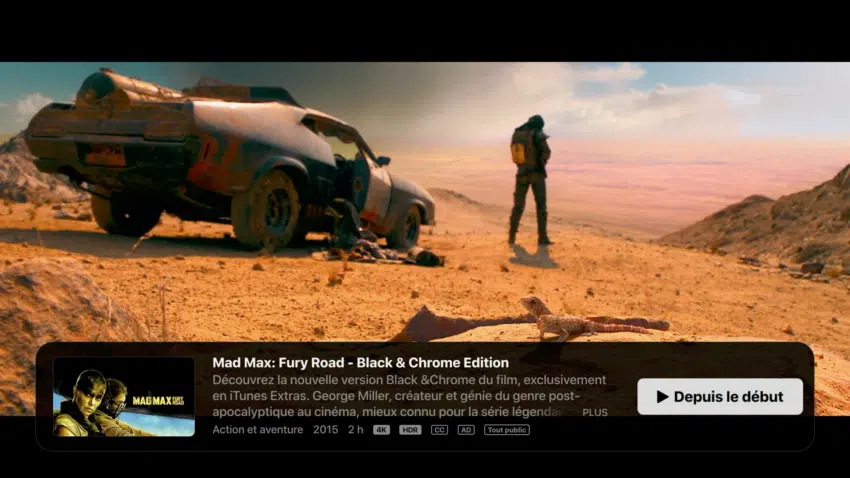 Mad Max: Fury Road - Black & Chrome Edition
Découvrez la nouvelle version Black &Chrome du film, exclusivement
en iTunes Extras. George Miller, créateur et génie du genre post-
apocalyptique au cinéma, mieux connu pour la série légenda PLUS
Action et aventure 2015 2 h 4K HDR CC AD Tout public
Depuis le début
MAD MAX FURY ROAD